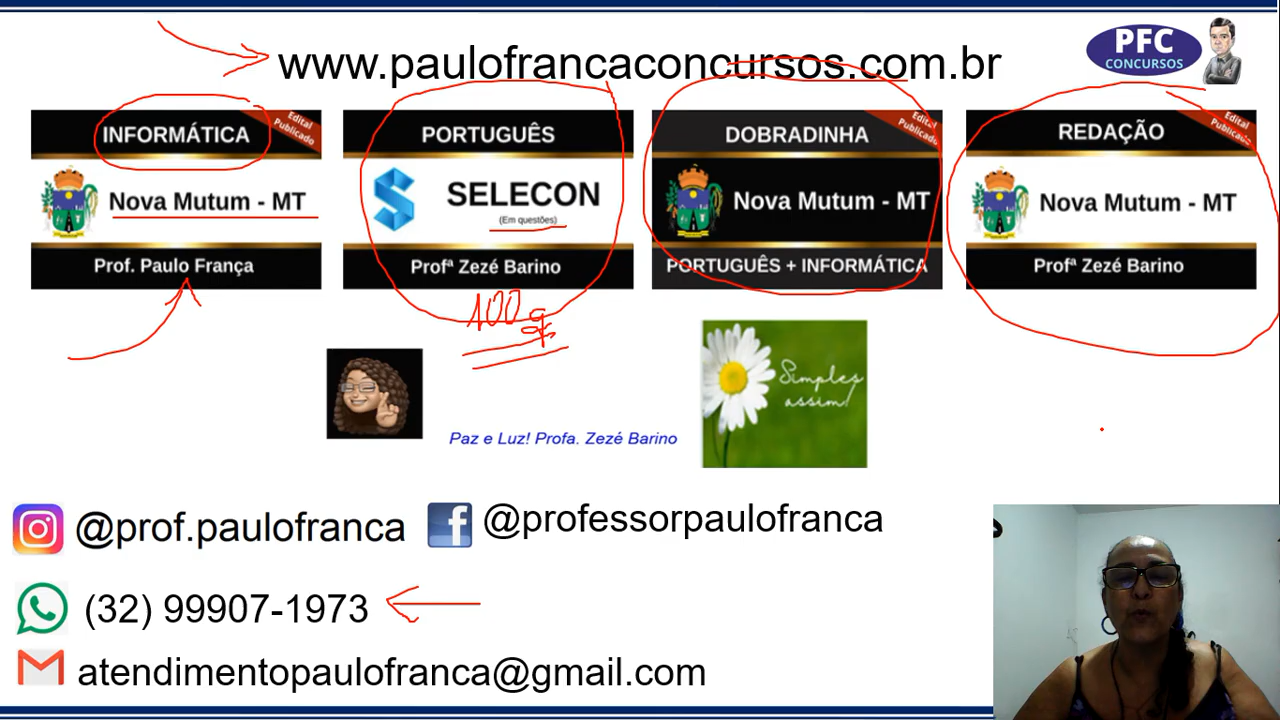 www.paulofrancaconcursos.com.br
PFC
CONCURSOS
INFORMÁTICA
Edital
Publicado
Nova Mutum - MT
Prof. Paulo França
PORTUGUÊS
SELECON
(Em questões)
Profª Zezé Barino
100 q
DOBRADINHA
Edital
Publicado
Nova Mutum - MT
PORTUGUÊS + INFORMÁTICA
REDAÇÃO
Edital
Publicado
Nova Mutum - MT
Profª Zezé Barino
Simples
assim!
Paz e Luz! Profa. Zezé Barino
@prof.paulofranca
@professorpaulofranca
(32) 99907-1973
atendimentopaulofranca@gmail.com